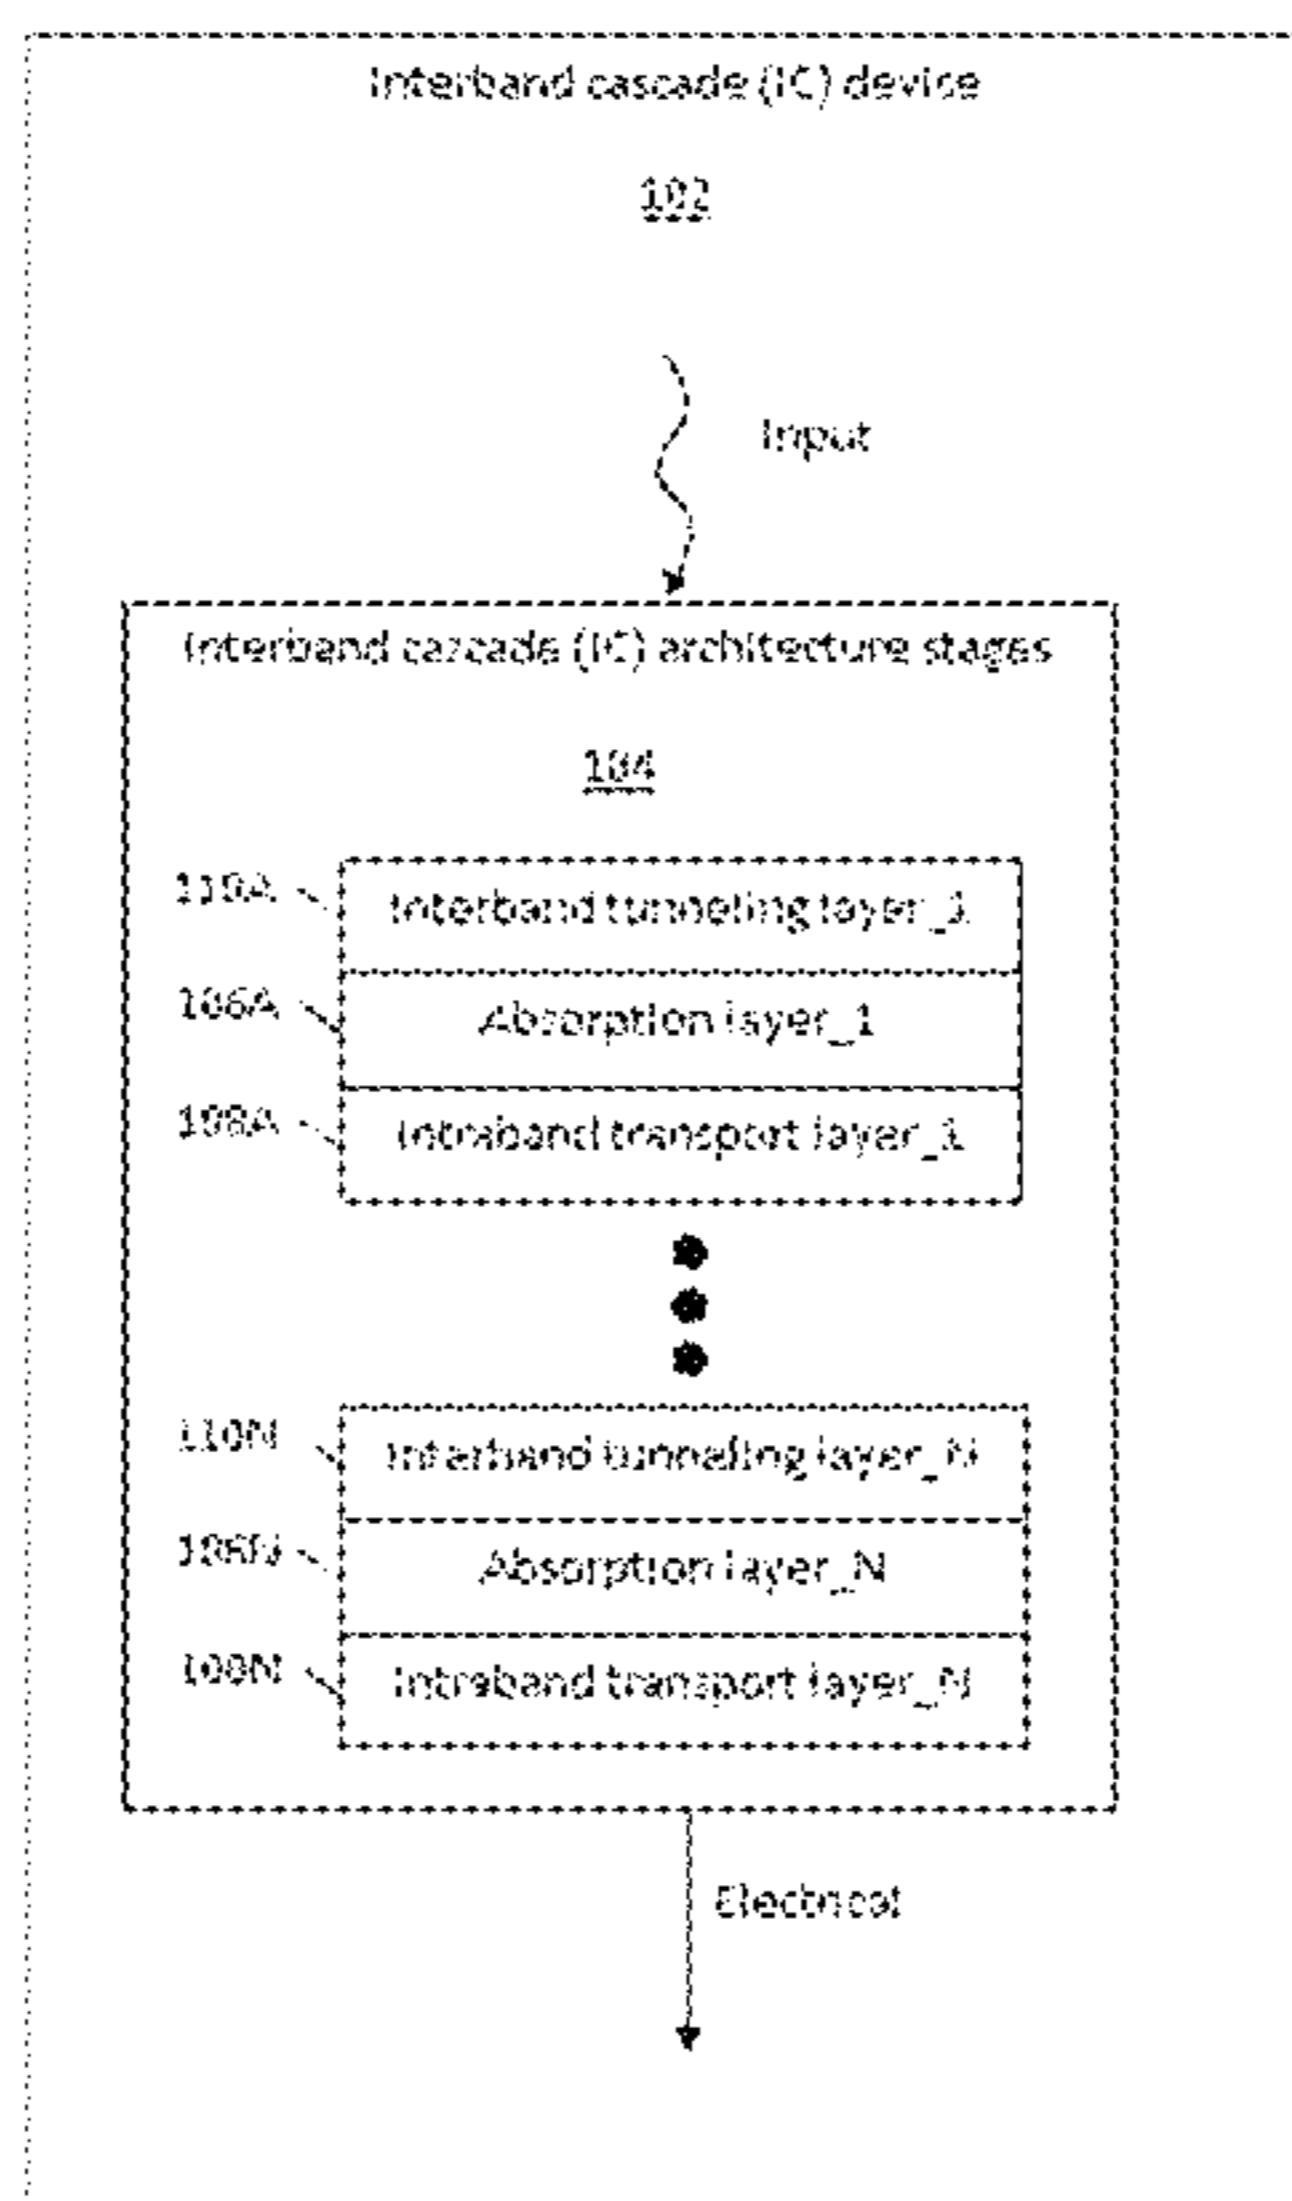 Interband cascade (IC) device
102
Input
Interband cascade (IC) architecture stages
104
110A
Interband tunneling layer_1
106A
Absorption layer_1
108A
Intraband transport layer_1
110N
Interband tunneling layer_N
106N
Absorption layer_N
108N
Intraband transport layer_N
Electrical